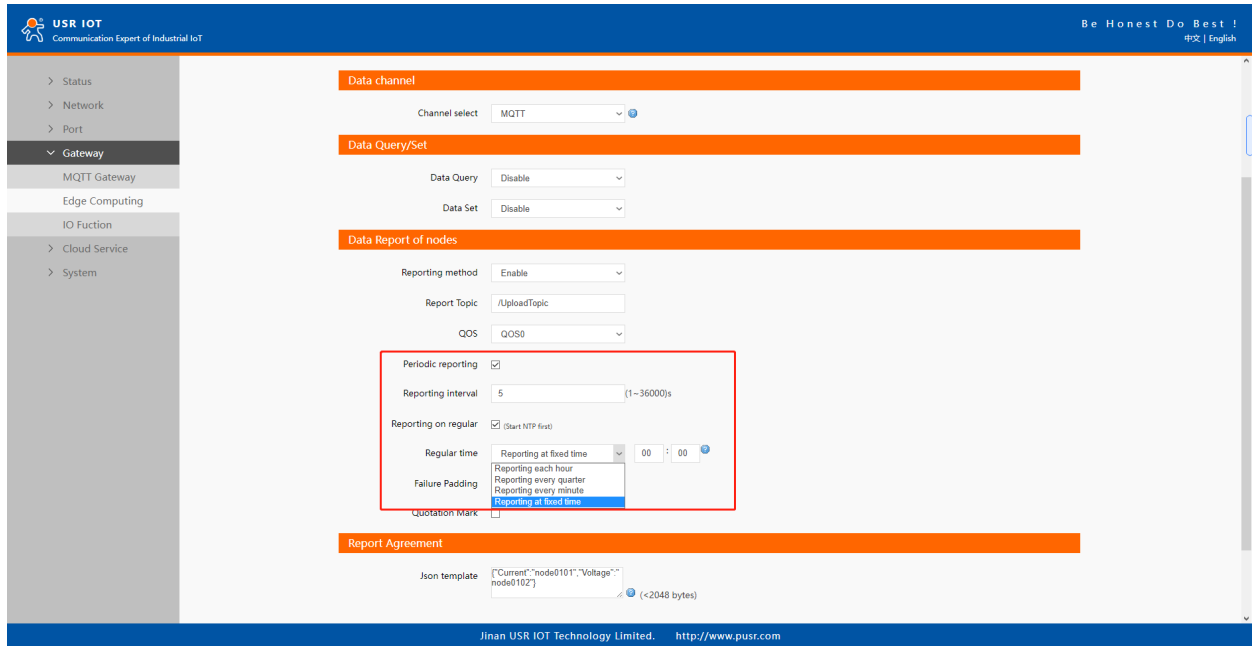 USR IOT
Communication Expert of Industrial IoT
Be Honest Do Best !
中文 | English
Status
Network
Port
Gateway
MQTT Gateway
Edge Computing
IO Fuction
Cloud Service
System
Data channel
Channel select MQTT
Data Query/Set
Data Query Disable
Data Set Disable
Data Report of nodes
Reporting method Enable
Report Topic /UploadTopic
QOS QOS0
Periodic reporting
Reporting interval 5 (1~36000)s
Reporting on regular (Start NTP first)
Regular time Reporting at fixed time 00 : 00
Reporting each hour
Reporting every quarter
Reporting every minute
Reporting at fixed time
Failure Padding
Quotation Mark
Report Agreement
Json template {"Current":"node0101","Voltage":"
node0102"}
(<2048 bytes)
Jinan USR IOT Technology Limited. http://www.pusr.com